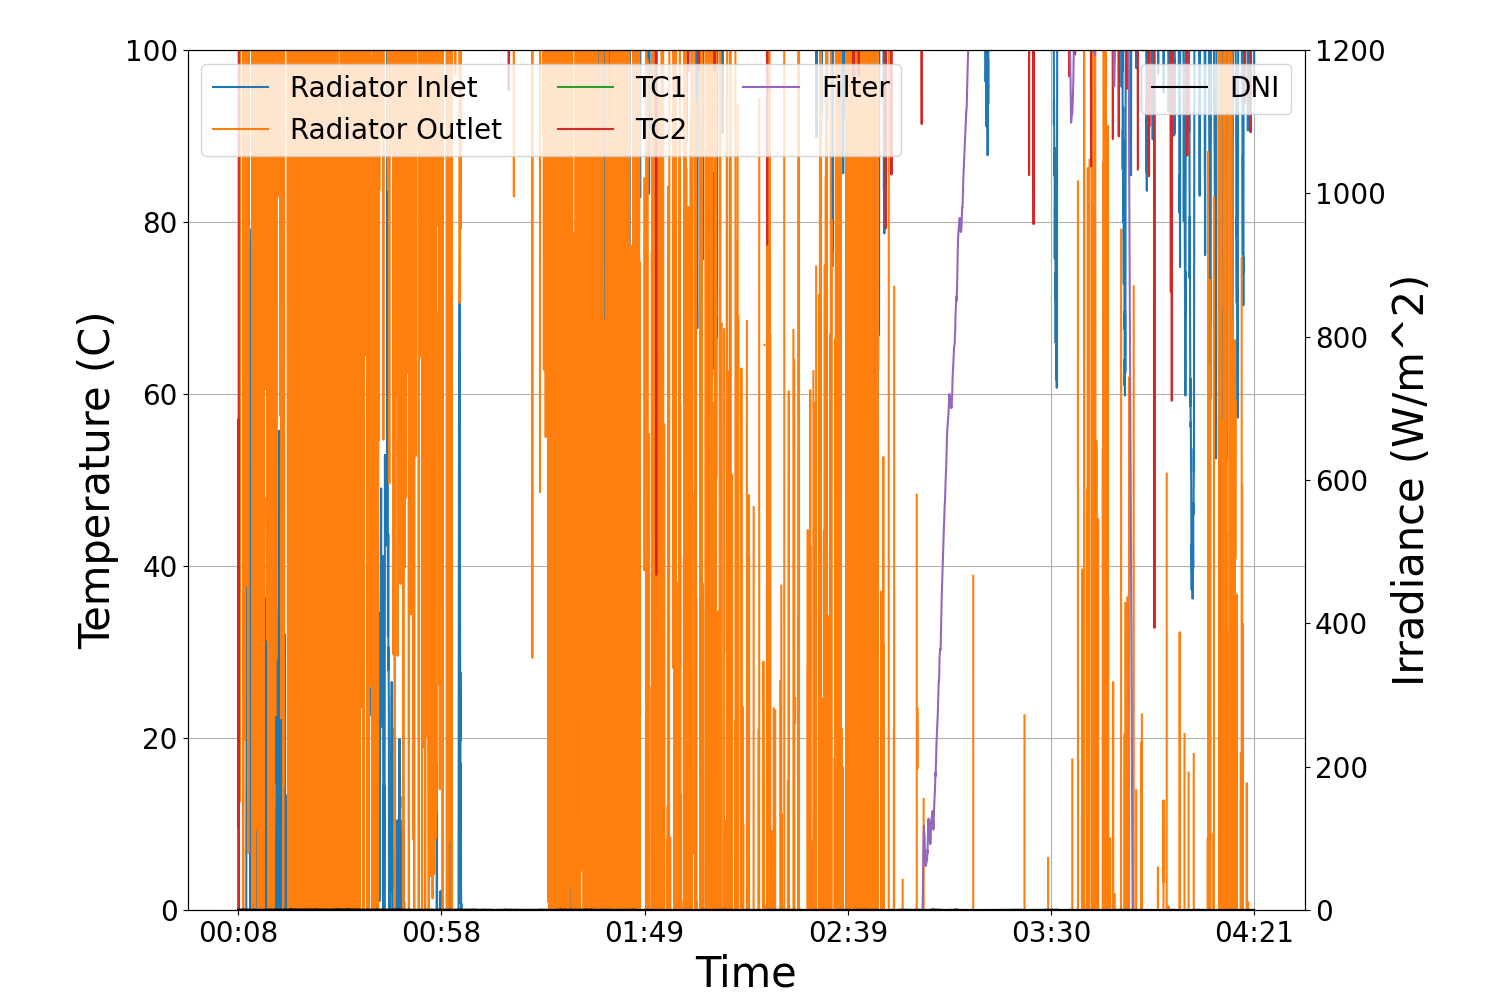 100
80
60
40
20
0
Temperature (C)
Radiator Inlet
Radiator Outlet
TC1
TC2
Filter
DNI
1200
1000
800
600
400
200
0
Irradiance (W/m^2)
00:08 00:58 01:49 02:39 03:30 04:21
Time